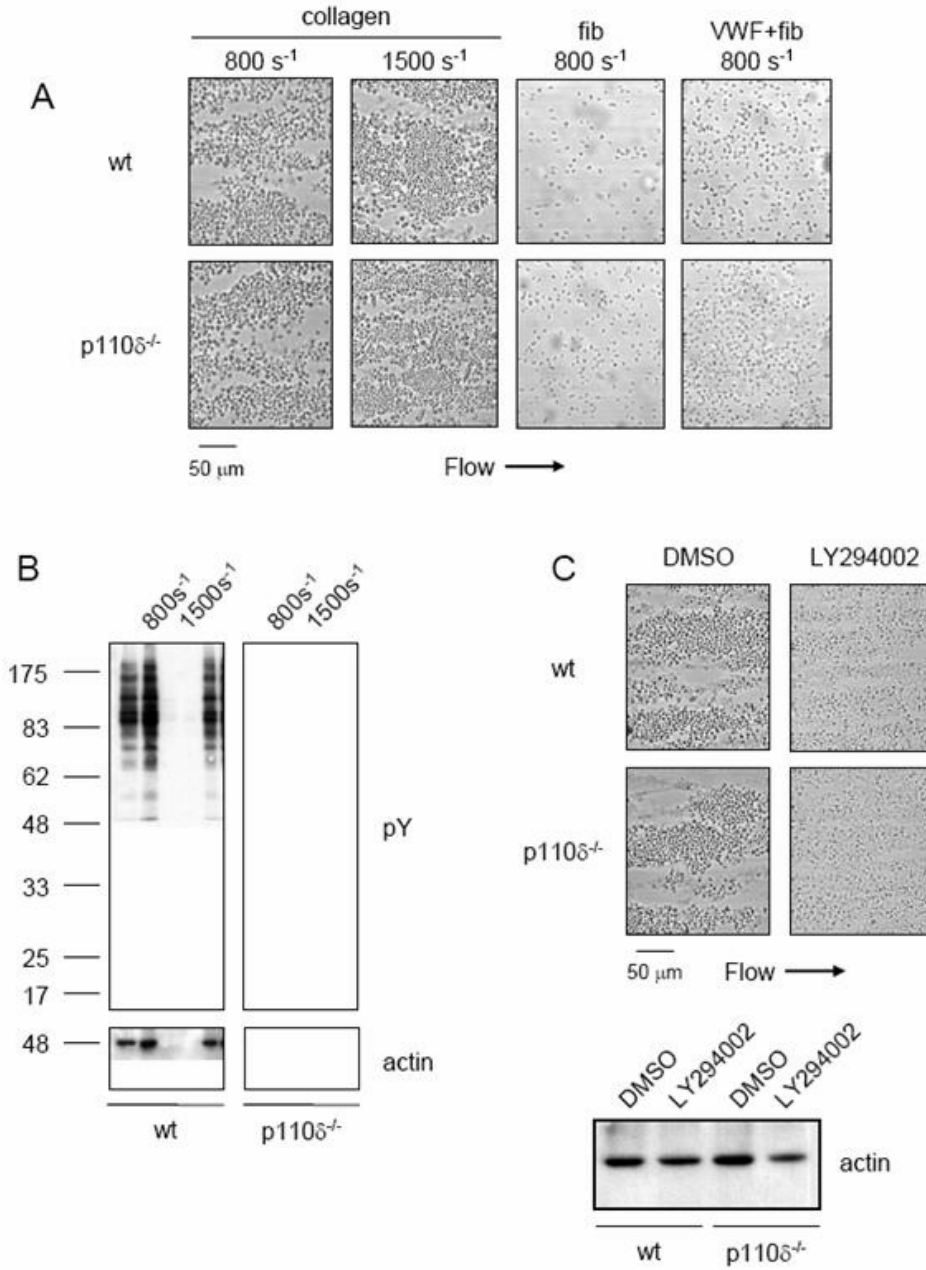 collagen
fib
VWF+fib
800 s-1
1500 s-1
800 s-1
800 s-1
A
wt
p110δ-/-
50 μm
Flow
B
800s-1
1500s-1
800s-1
1500s-1
175
83
62
48
33
25
17
pY
48
actin
wt
p110δ-/-
C
DMSO
LY294002
wt
p110δ-/-
50 μm
Flow
DMSO
LY294002
DMSO
LY294002
actin
wt
p110δ-/-